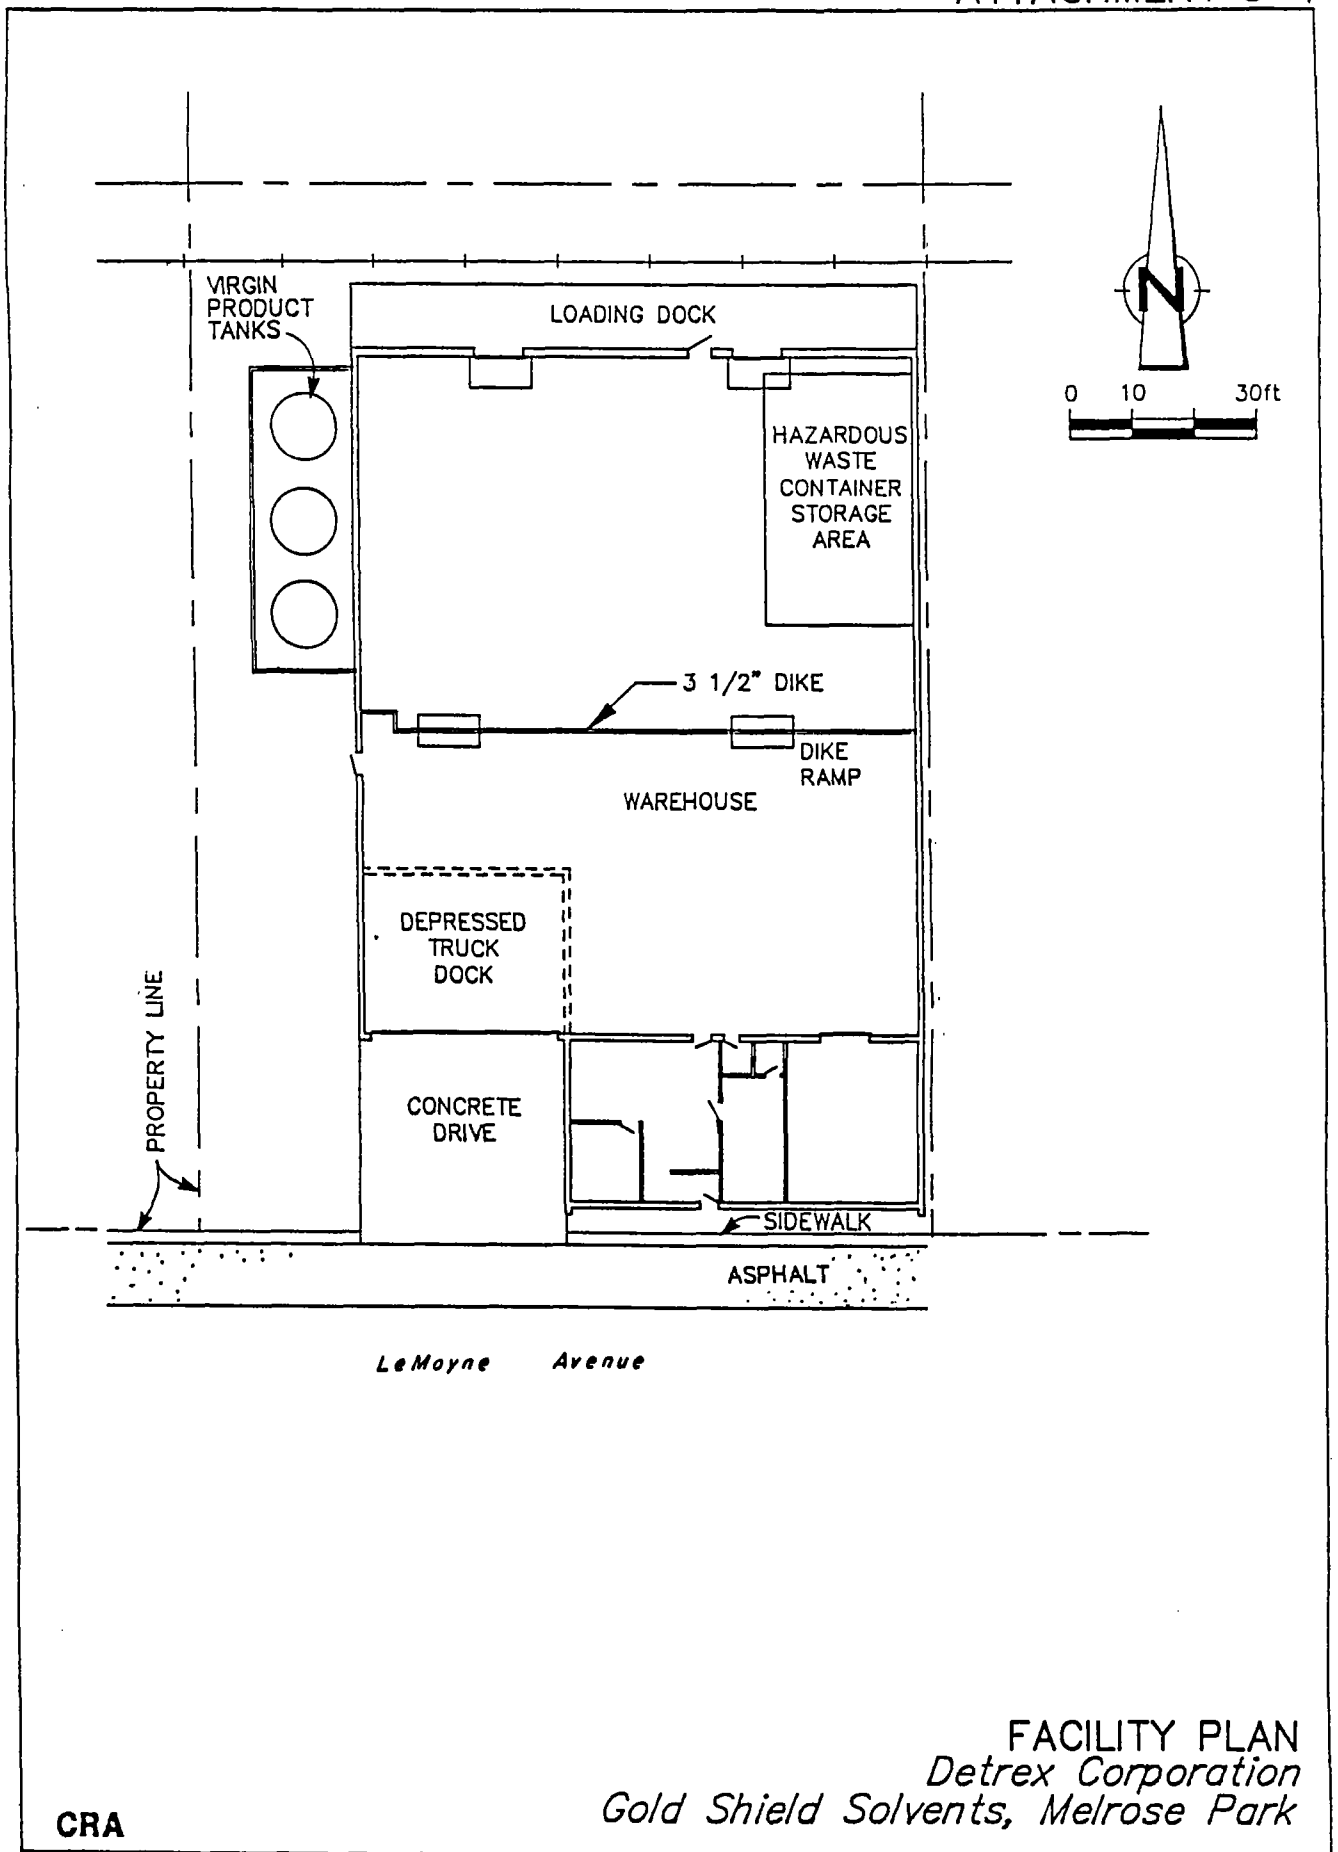 VIRGIN
PRODUCT
TANKS
LOADING DOCK
N
0 10 30ft
HAZARDOUS
WASTE
CONTAINER
STORAGE
AREA
3 1/2" DIKE
DIKE
RAMP
WAREHOUSE
DEPRESSED
TRUCK
DOCK
PROPERTY LINE
CONCRETE
DRIVE
SIDEWALK
ASPHALT
LeMoyne Avenue
FACILITY PLAN
Detrex Corporation
Gold Shield Solvents, Melrose Park
CRA